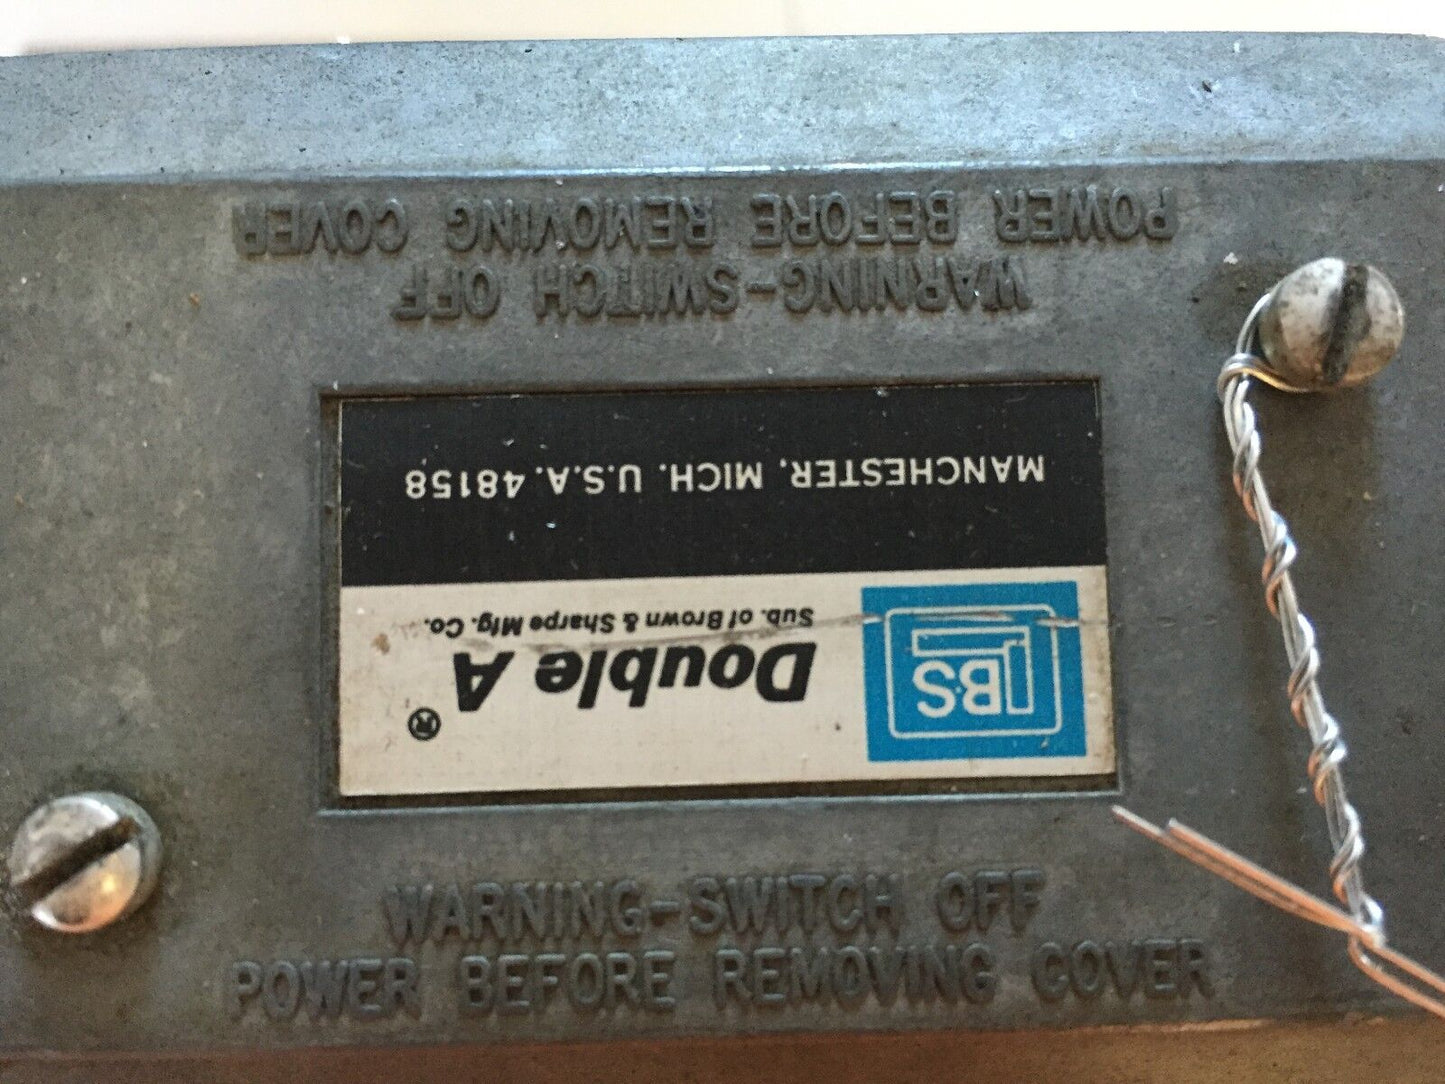 WARNING-SWITCH OFF
POWER BEFORE REMOVING COVER
BS
Double A®
Sub. of Brown & Sharpe Mfg. Co.
MANCHESTER, MICH. U.S.A. 48158
WARNING-SWITCH OFF
POWER BEFORE REMOVING COVER